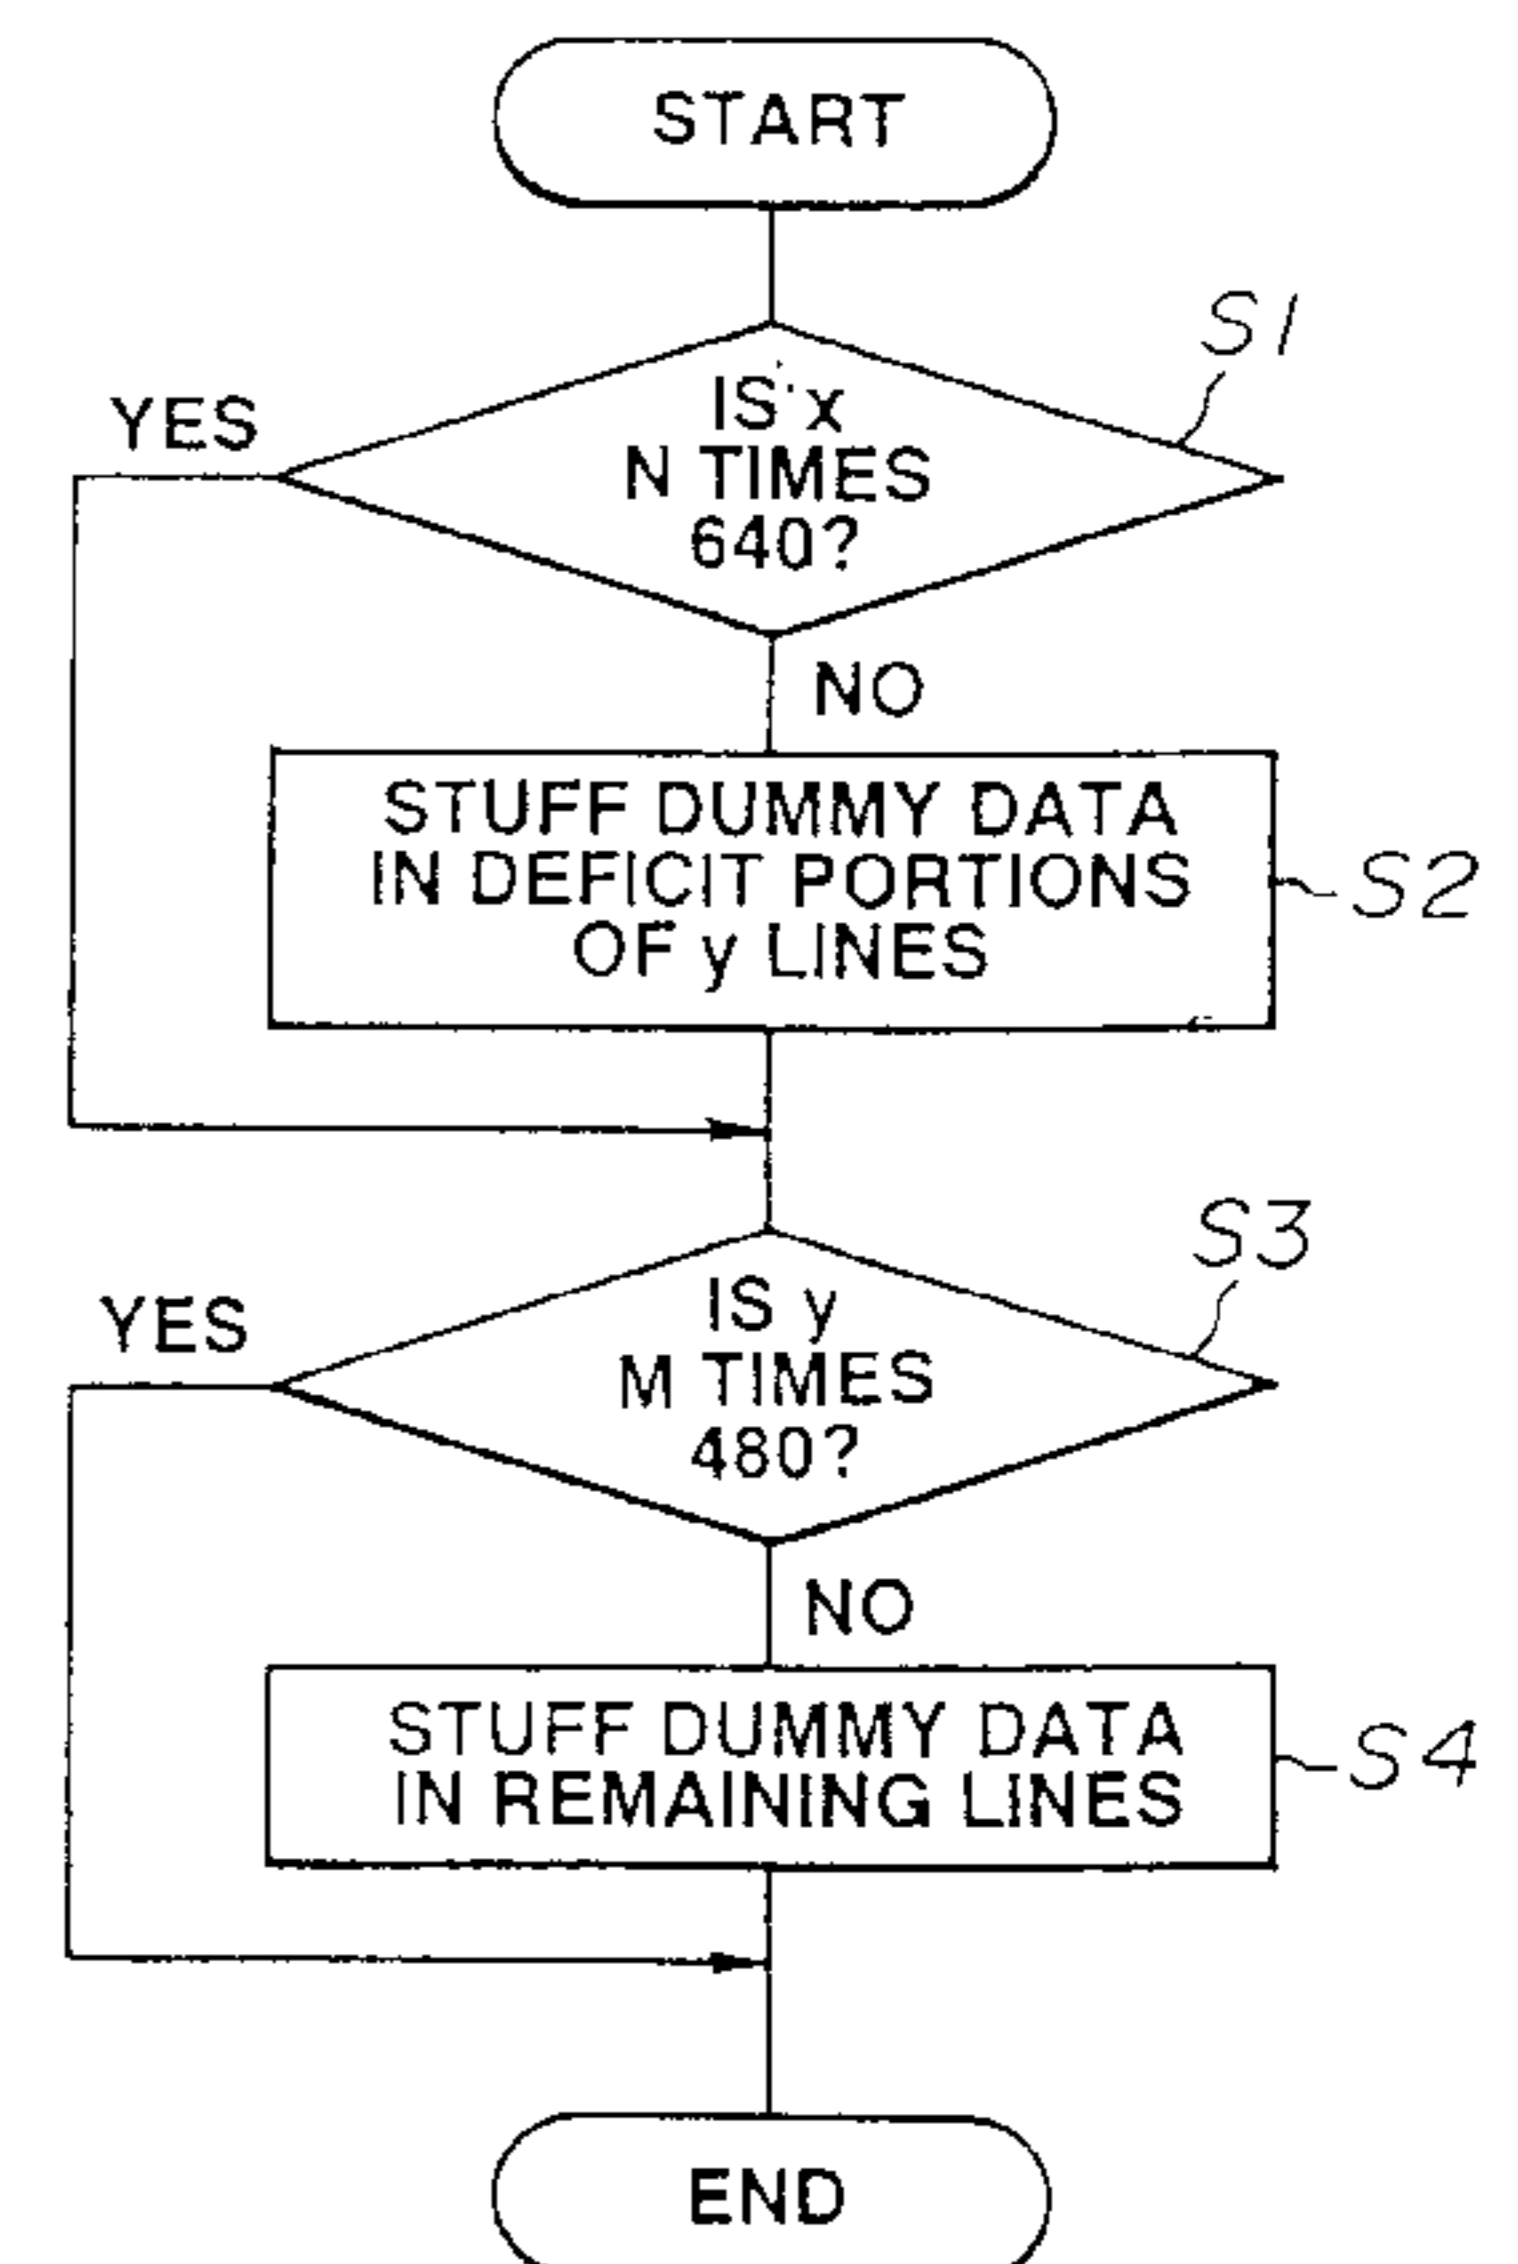 START
S1
IS x
N TIMES
640?
YES
NO
STUFF DUMMY DATA
IN DEFICIT PORTIONS
OF y LINES
S2
S3
IS y
M TIMES
480?
YES
NO
STUFF DUMMY DATA
IN REMAINING LINES
S4
END